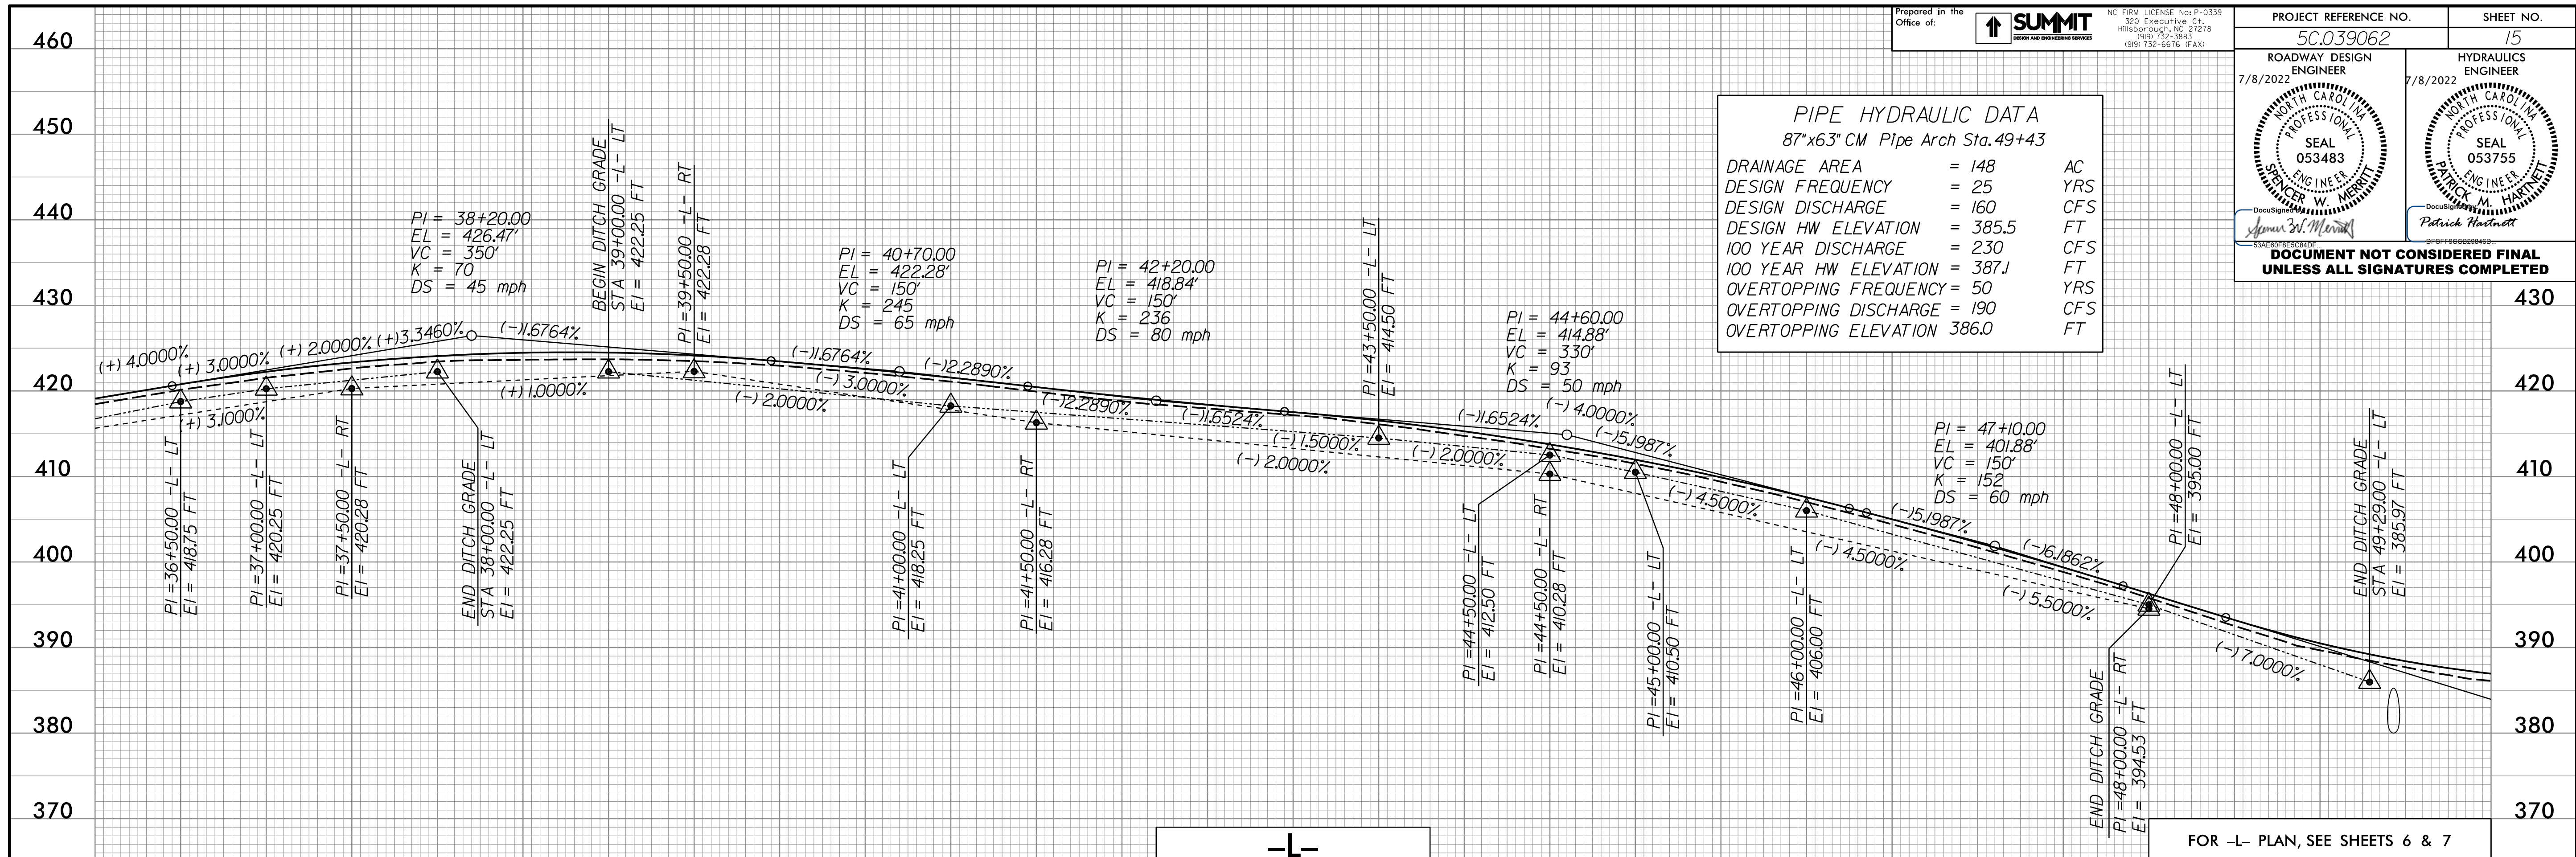 Prepared in the
Office of:
SUMMIT
DESIGN AND ENGINEERING SERVICES
NC FIRM LICENSE No: P-0339
320 Executive Ct.
Hillsborough, NC 27278
(919) 732-3883
(919) 732-6676 (FAX)
PROJECT REFERENCE NO.
SHEET NO.
5C.039062
15
ROADWAY DESIGN
ENGINEER
HYDRAULICS
ENGINEER
7/8/2022
7/8/2022
NORTH CAROLINA
PROFESSIONAL
SEAL
053483
ENGINEER
SPENCER W. MERRITT
NORTH CAROLINA
PROFESSIONAL
SEAL
053755
ENGINEER
PATRICK M. HARTNETT
Spencer W. Merritt
53AE60F8E5C84DF...
Patrick Hartnett
DOCUMENT NOT CONSIDERED FINAL
UNLESS ALL SIGNATURES COMPLETED
PIPE HYDRAULIC DATA
87"x63" CM Pipe Arch Sta. 49+43
DRAINAGE AREA = 148 AC
DESIGN FREQUENCY = 25 YRS
DESIGN DISCHARGE = 160 CFS
DESIGN HW ELEVATION = 385.5 FT
100 YEAR DISCHARGE = 230 CFS
100 YEAR HW ELEVATION = 387.1 FT
OVERTOPPING FREQUENCY = 50 YRS
OVERTOPPING DISCHARGE = 190 CFS
OVERTOPPING ELEVATION 386.0 FT
460
450
440
430
420
410
400
390
380
370
430
420
410
400
390
380
370
PI = 38+20.00
EL = 426.47'
VC = 350'
K = 70
DS = 45 mph
BEGIN DITCH GRADE
STA 39+00.00 -L- LT
El = 422.25 FT
PI =39+50.00 -L- RT
El = 422.28 FT
PI = 40+70.00
EL = 422.28'
VC = 150'
K = 245
DS = 65 mph
PI = 42+20.00
EL = 418.84'
VC = 150'
K = 236
DS = 80 mph
PI =43+50.00 -L- LT
El = 414.50 FT
PI = 44+60.00
EL = 414.88'
VC = 330'
K = 93
DS = 50 mph
PI = 47+10.00
EL = 401.88'
VC = 150'
K = 152
DS = 60 mph
PI =48+00.00 -L- LT
El = 395.00 FT
END DITCH GRADE
STA 49+29.00 -L- LT
El = 385.97 FT
(+) 4.0000%
(+) 3.0000%
(+) 2.0000%
(+)3.3460%
(-)1.6764%
(+) 3.1000%
(+) 1.0000%
(-) 2.0000%
(-)1.6764%
(-) 3.0000%
(-)2.2890%
(-)2.2890%
(-)1.6524%
(-) 1.5000%
(-) 2.0000%
(-)1.6524%
(-) 4.0000%
(-) 2.0000%
(-)5.1987%
(-) 4.5000%
(-) 4.5000%
(-)5.1987%
(-)6.1862%
(-) 5.5000%
(-) 7.0000%
PI =36+50.00 -L- LT
El = 418.75 FT
PI =37+00.00 -L- LT
El = 420.25 FT
PI =37+50.00 -L- RT
El = 420.28 FT
END DITCH GRADE
STA 38+00.00 -L- LT
El = 422.25 FT
PI =41+00.00 -L- LT
El = 418.25 FT
PI =41+50.00 -L- RT
El = 416.28 FT
PI =44+50.00 -L- LT
El = 412.50 FT
PI =44+50.00 -L- RT
El = 410.28 FT
PI =45+00.00 -L- LT
El = 410.50 FT
PI =46+00.00 -L- LT
El = 406.00 FT
END DITCH GRADE
PI =48+00.00 -L- RT
El = 394.53 FT
-L-
FOR -L- PLAN, SEE SHEETS 6 & 7